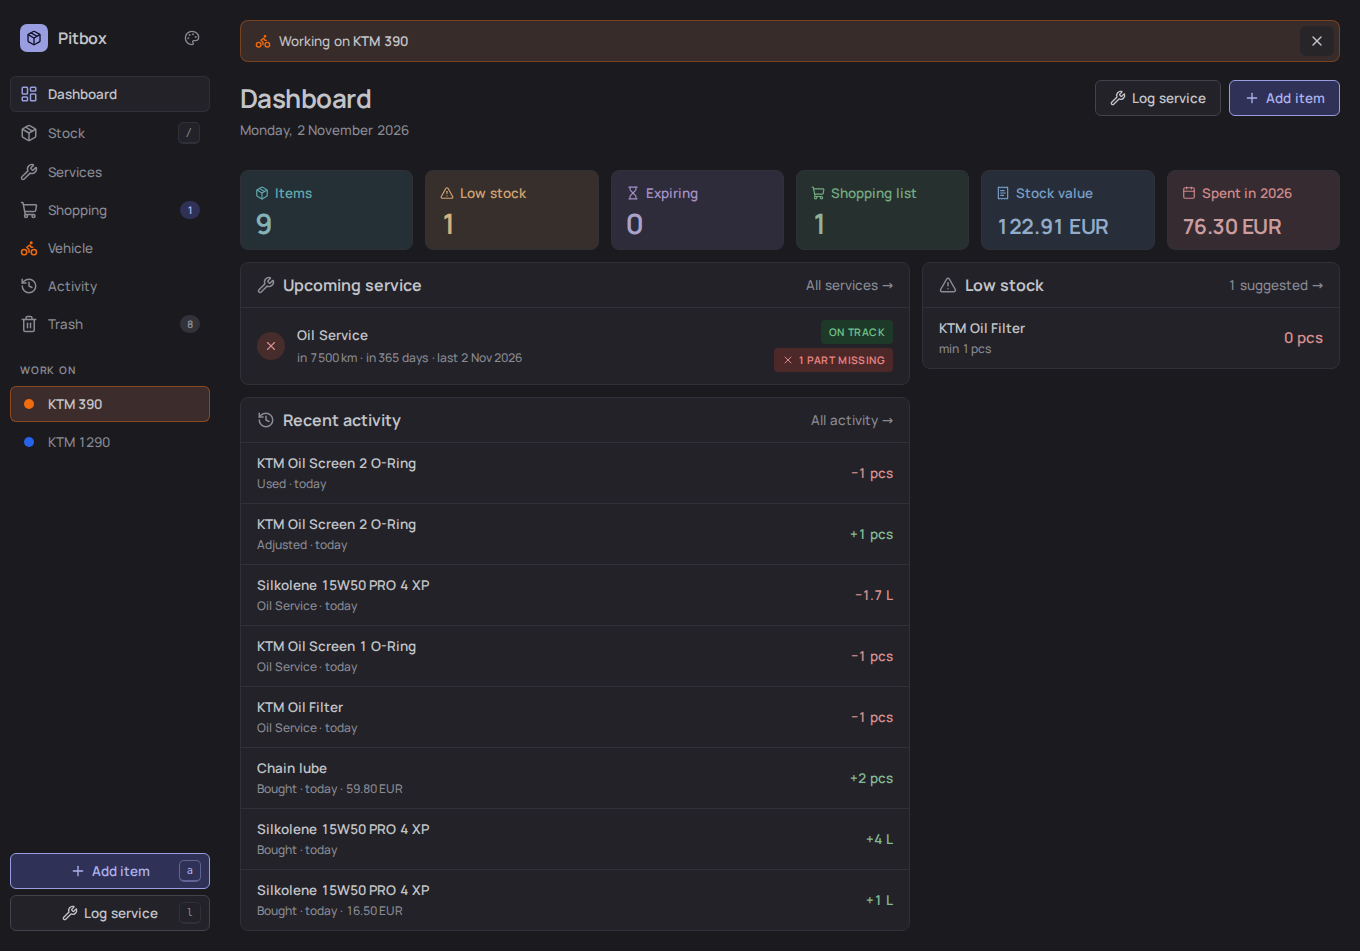 Pitbox
Dashboard
Stock /
Services
Shopping 1
Vehicle
Activity
Trash 8
WORK ON
KTM 390
KTM 1290
+ Add item a
Log service l
Working on KTM 390
Dashboard
Monday, 2 November 2026
Log service
+ Add item
Items
9
Low stock
1
Expiring
0
Shopping list
1
Stock value
122.91 EUR
Spent in 2026
76.30 EUR
Upcoming service
All services →
Oil Service
in 7 500 km · in 365 days · last 2 Nov 2026
ON TRACK
× 1 PART MISSING
Low stock
1 suggested →
KTM Oil Filter
min 1 pcs
0 pcs
Recent activity
All activity →
KTM Oil Screen 2 O-Ring
Used · today
−1 pcs
KTM Oil Screen 2 O-Ring
Adjusted · today
+1 pcs
Silkolene 15W50 PRO 4 XP
Oil Service · today
−1.7 L
KTM Oil Screen 1 O-Ring
Oil Service · today
−1 pcs
KTM Oil Filter
Oil Service · today
−1 pcs
Chain lube
Bought · today · 59.80 EUR
+2 pcs
Silkolene 15W50 PRO 4 XP
Bought · today
+4 L
Silkolene 15W50 PRO 4 XP
Bought · today · 16.50 EUR
+1 L